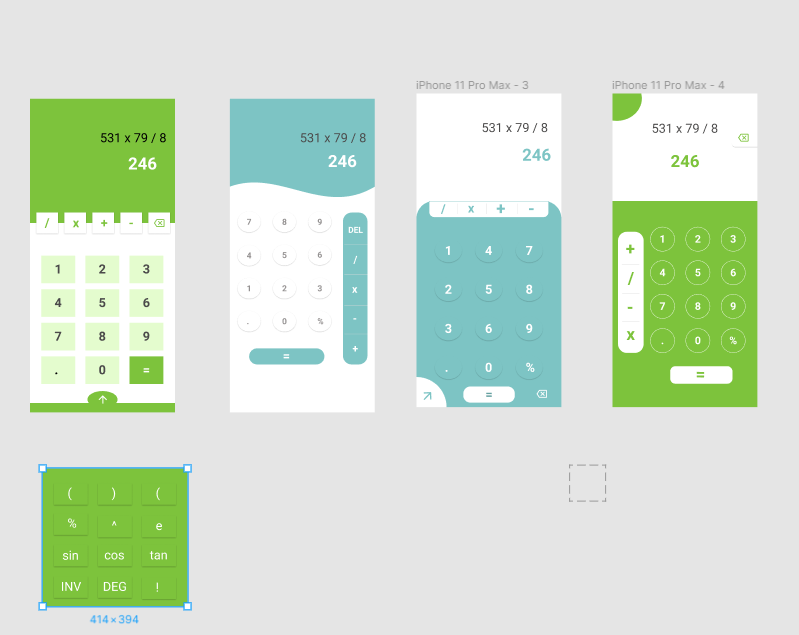 531 x 79 / 8
246
/ x + -
1 2 3
4 5 6
7 8 9
. 0 =
531 x 79 / 8
246
7 8 9 DEL
4 5 6 /
1 2 3 x
. 0 % -
= +
iPhone 11 Pro Max - 3
531 x 79 / 8
246
/ x + -
1 4 7
2 5 8
3 6 9
. 0 %
=
iPhone 11 Pro Max - 4
531 x 79 / 8
246
+ 1 2 3
/ 4 5 6
- 7 8 9
x . 0 %
=
( ) (
% ^ e
sin cos tan
INV DEG !
414 × 394